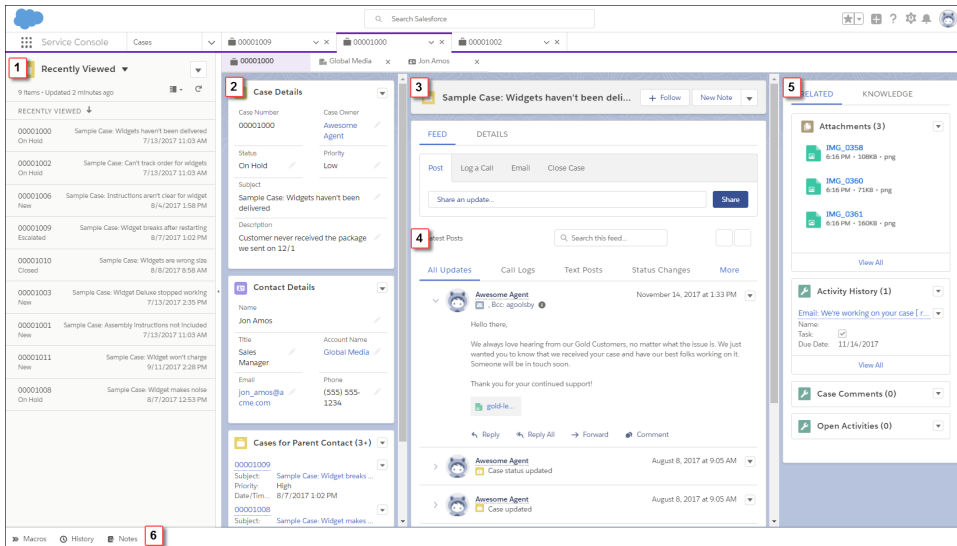 Search Salesforce
Service Console
Cases
00001009
00001000
00001002
1
Recently Viewed
9 items • Updated 2 minutes ago
RECENTLY VIEWED
00001000 Sample Case: Widgets haven't been delivered
On Hold 7/13/2017 11:03 AM
00001002 Sample Case: Can't track order for widgets
On Hold 7/13/2017 11:03 AM
00001006 Sample Case: Instructions aren't clear for widget
New 8/4/2017 1:58 PM
00001009 Sample Case: Widget breaks after restarting
Escalated 8/7/2017 1:02 PM
00001010 Sample Case: Widgets are wrong size
Closed 8/8/2017 8:58 AM
00001003 Sample Case: Widget Deluxe stopped working
New 7/13/2017 2:35 PM
00001001 Sample Case: Assembly Instructions not Included
New 7/13/2017 11:03 AM
00001011 Sample Case: Widget won't charge
New 9/11/2017 2:28 PM
00001008 Sample Case: Widget makes noise
On Hold 8/7/2017 12:53 PM
00001000
Global Media
Jon Amos
2
Case Details
Case Number Case Owner
00001000 Awesome
Agent
Status Priority
On Hold Low
Subject
Sample Case: Widgets haven't been
delivered
Description
Customer never received the package
we sent on 12/1
Contact Details
Name
Jon Amos
Title Account Name
Sales Global Media
Manager
Email Phone
jon_amos@a (555) 555-
cme.com 1234
Cases for Parent Contact (3+)
00001009
Subject: Sample Case: Widget breaks ...
Priority: High
Date/Tim... 8/7/2017 1:02 PM
00001008
Subject: Sample Case: Widget makes ...
3
Sample Case: Widgets haven't been deli...
+ Follow New Note
FEED DETAILS
Post Log a Call Email Close Case
Share an update...
Share
4
Search this feed...
All Updates Call Logs Text Posts Status Changes More
Awesome Agent November 14, 2017 at 1:33 PM
, Bcc: agoolsby
Hello there,
We always love hearing from our Gold Customers, no matter what the issue is. We just
wanted you to know that we received your case and have our best folks working on it.
Someone will be in touch soon.
Thank you for your continued support!
gold-le...
Reply Reply All Forward Comment
Awesome Agent August 8, 2017 at 9:05 AM
Case status updated
Awesome Agent August 8, 2017 at 9:05 AM
Case updated
5
RELATED KNOWLEDGE
Attachments (3)
IMG_0358
6:16 PM • 108KB • png
IMG_0360
6:16 PM • 71KB • png
IMG_0361
6:16 PM • 160KB • png
View All
Activity History (1)
Email: We're working on your case [ r...
Name:
Task:
Due Date: 11/14/2017
View All
Case Comments (0)
Open Activities (0)
Macros History Notes
6